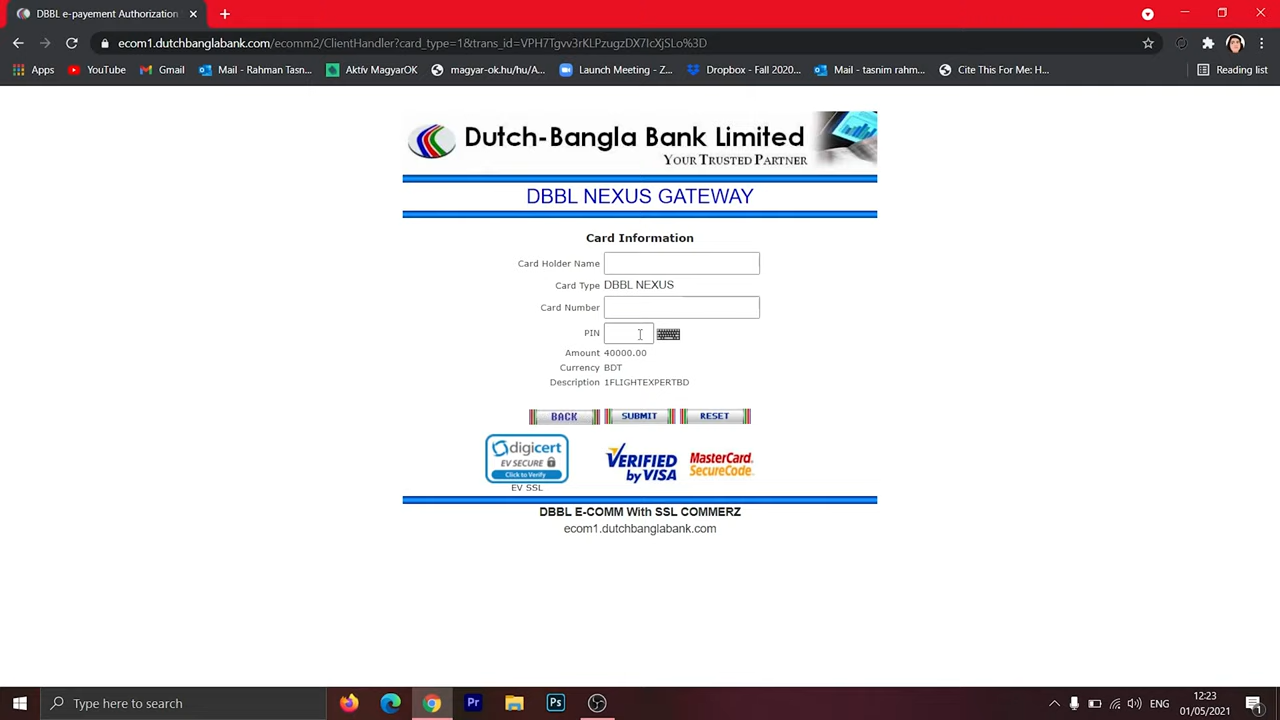 DBBL e-payement Authorization
ecom1.dutchbanglabank.com/ecomm2/ClientHandler?card_type=1&trans_id=VPH7Tgvv3rKLPzugzDX7IcXjSLo%3D
Apps YouTube Gmail Mail - Rahman Tasn... Aktív MagyarOK magyar-ok.hu/hu/A... Launch Meeting - Z... Dropbox - Fall 2020... Mail - tasnim rahm... Cite This For Me: H... Reading list
Dutch-Bangla Bank Limited
YOUR TRUSTED PARTNER
DBBL NEXUS GATEWAY
Card Information
Card Holder Name
Card Type DBBL NEXUS
Card Number
PIN
Amount 40000.00
Currency BDT
Description 1FLIGHTEXPERTBD
BACK SUBMIT RESET
digicert
EV SECURE
Click to Verify
EV SSL
VERIFIED
by VISA
MasterCard.
SecureCode.
DBBL E-COMM With SSL COMMERZ
ecom1.dutchbanglabank.com
Type here to search
Pr
Ps
ENG
12:23
01/05/2021
1